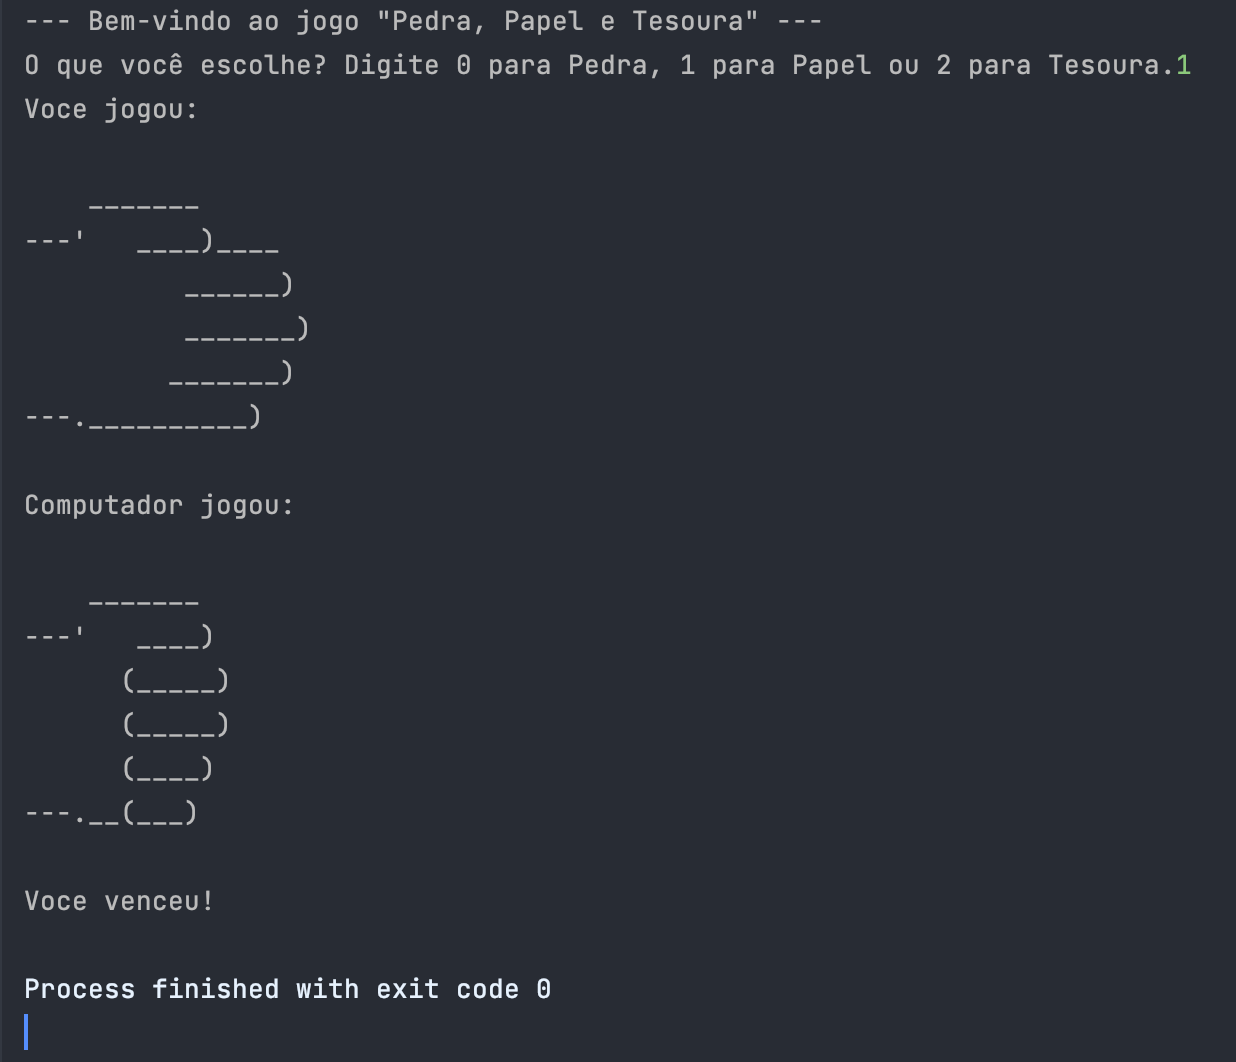 --- Bem-vindo ao jogo "Pedra, Papel e Tesoura" ---
O que você escolhe? Digite 0 para Pedra, 1 para Papel ou 2 para Tesoura.1
Voce jogou:

    _______
---'   ____)____
          ______)
          _______)
         _______)
---.__________)

Computador jogou:

    _______
---'   ____)
      (_____)
      (_____)
      (____)
---.__(___)

Voce venceu!

Process finished with exit code 0